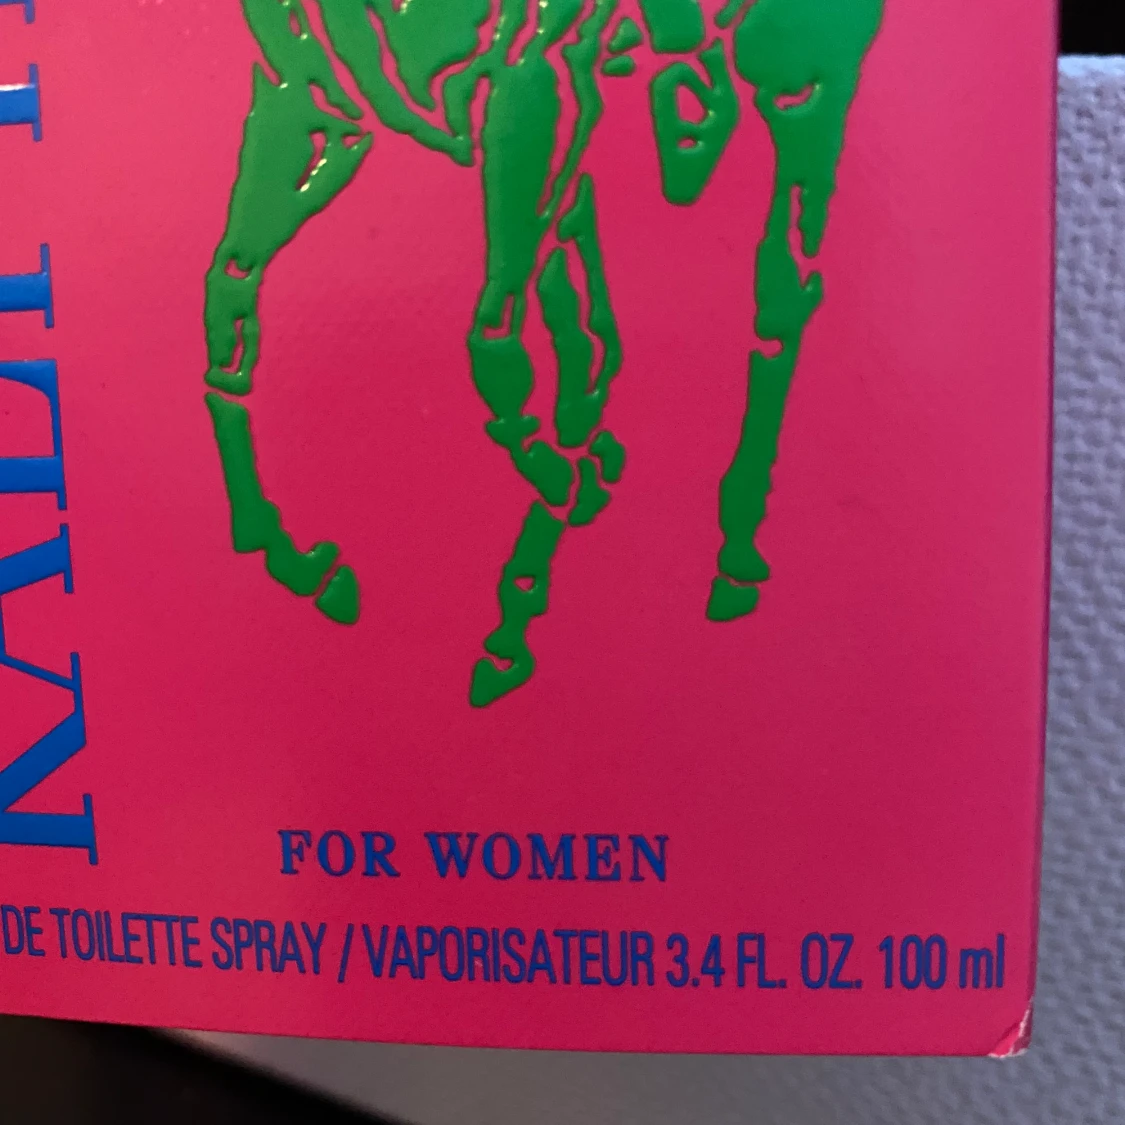 FOR WOMEN
DE TOILETTE SPRAY / VAPORISATEUR 3.4 FL. OZ. 100 ml